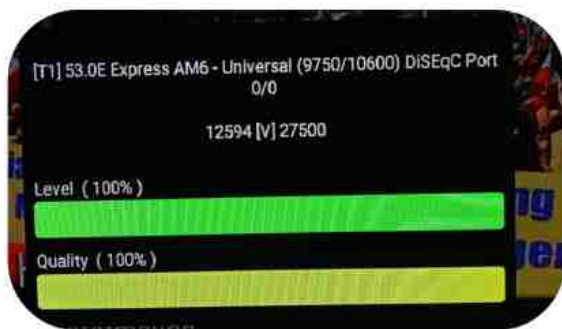 [T1] 53.0E Express AM6 - Universal (9750/10600) DiSEqC Port
0/0
12594 [V] 27500
Level ( 100% )
Quality ( 100% )